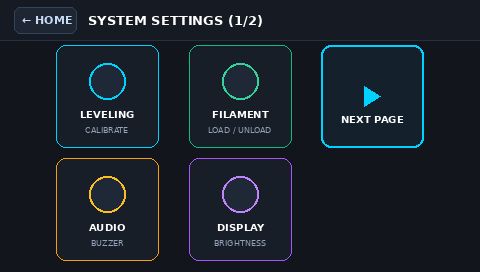 ← HOME
SYSTEM SETTINGS (1/2)
LEVELING
CALIBRATE
FILAMENT
LOAD / UNLOAD
NEXT PAGE
AUDIO
BUZZER
DISPLAY
BRIGHTNESS